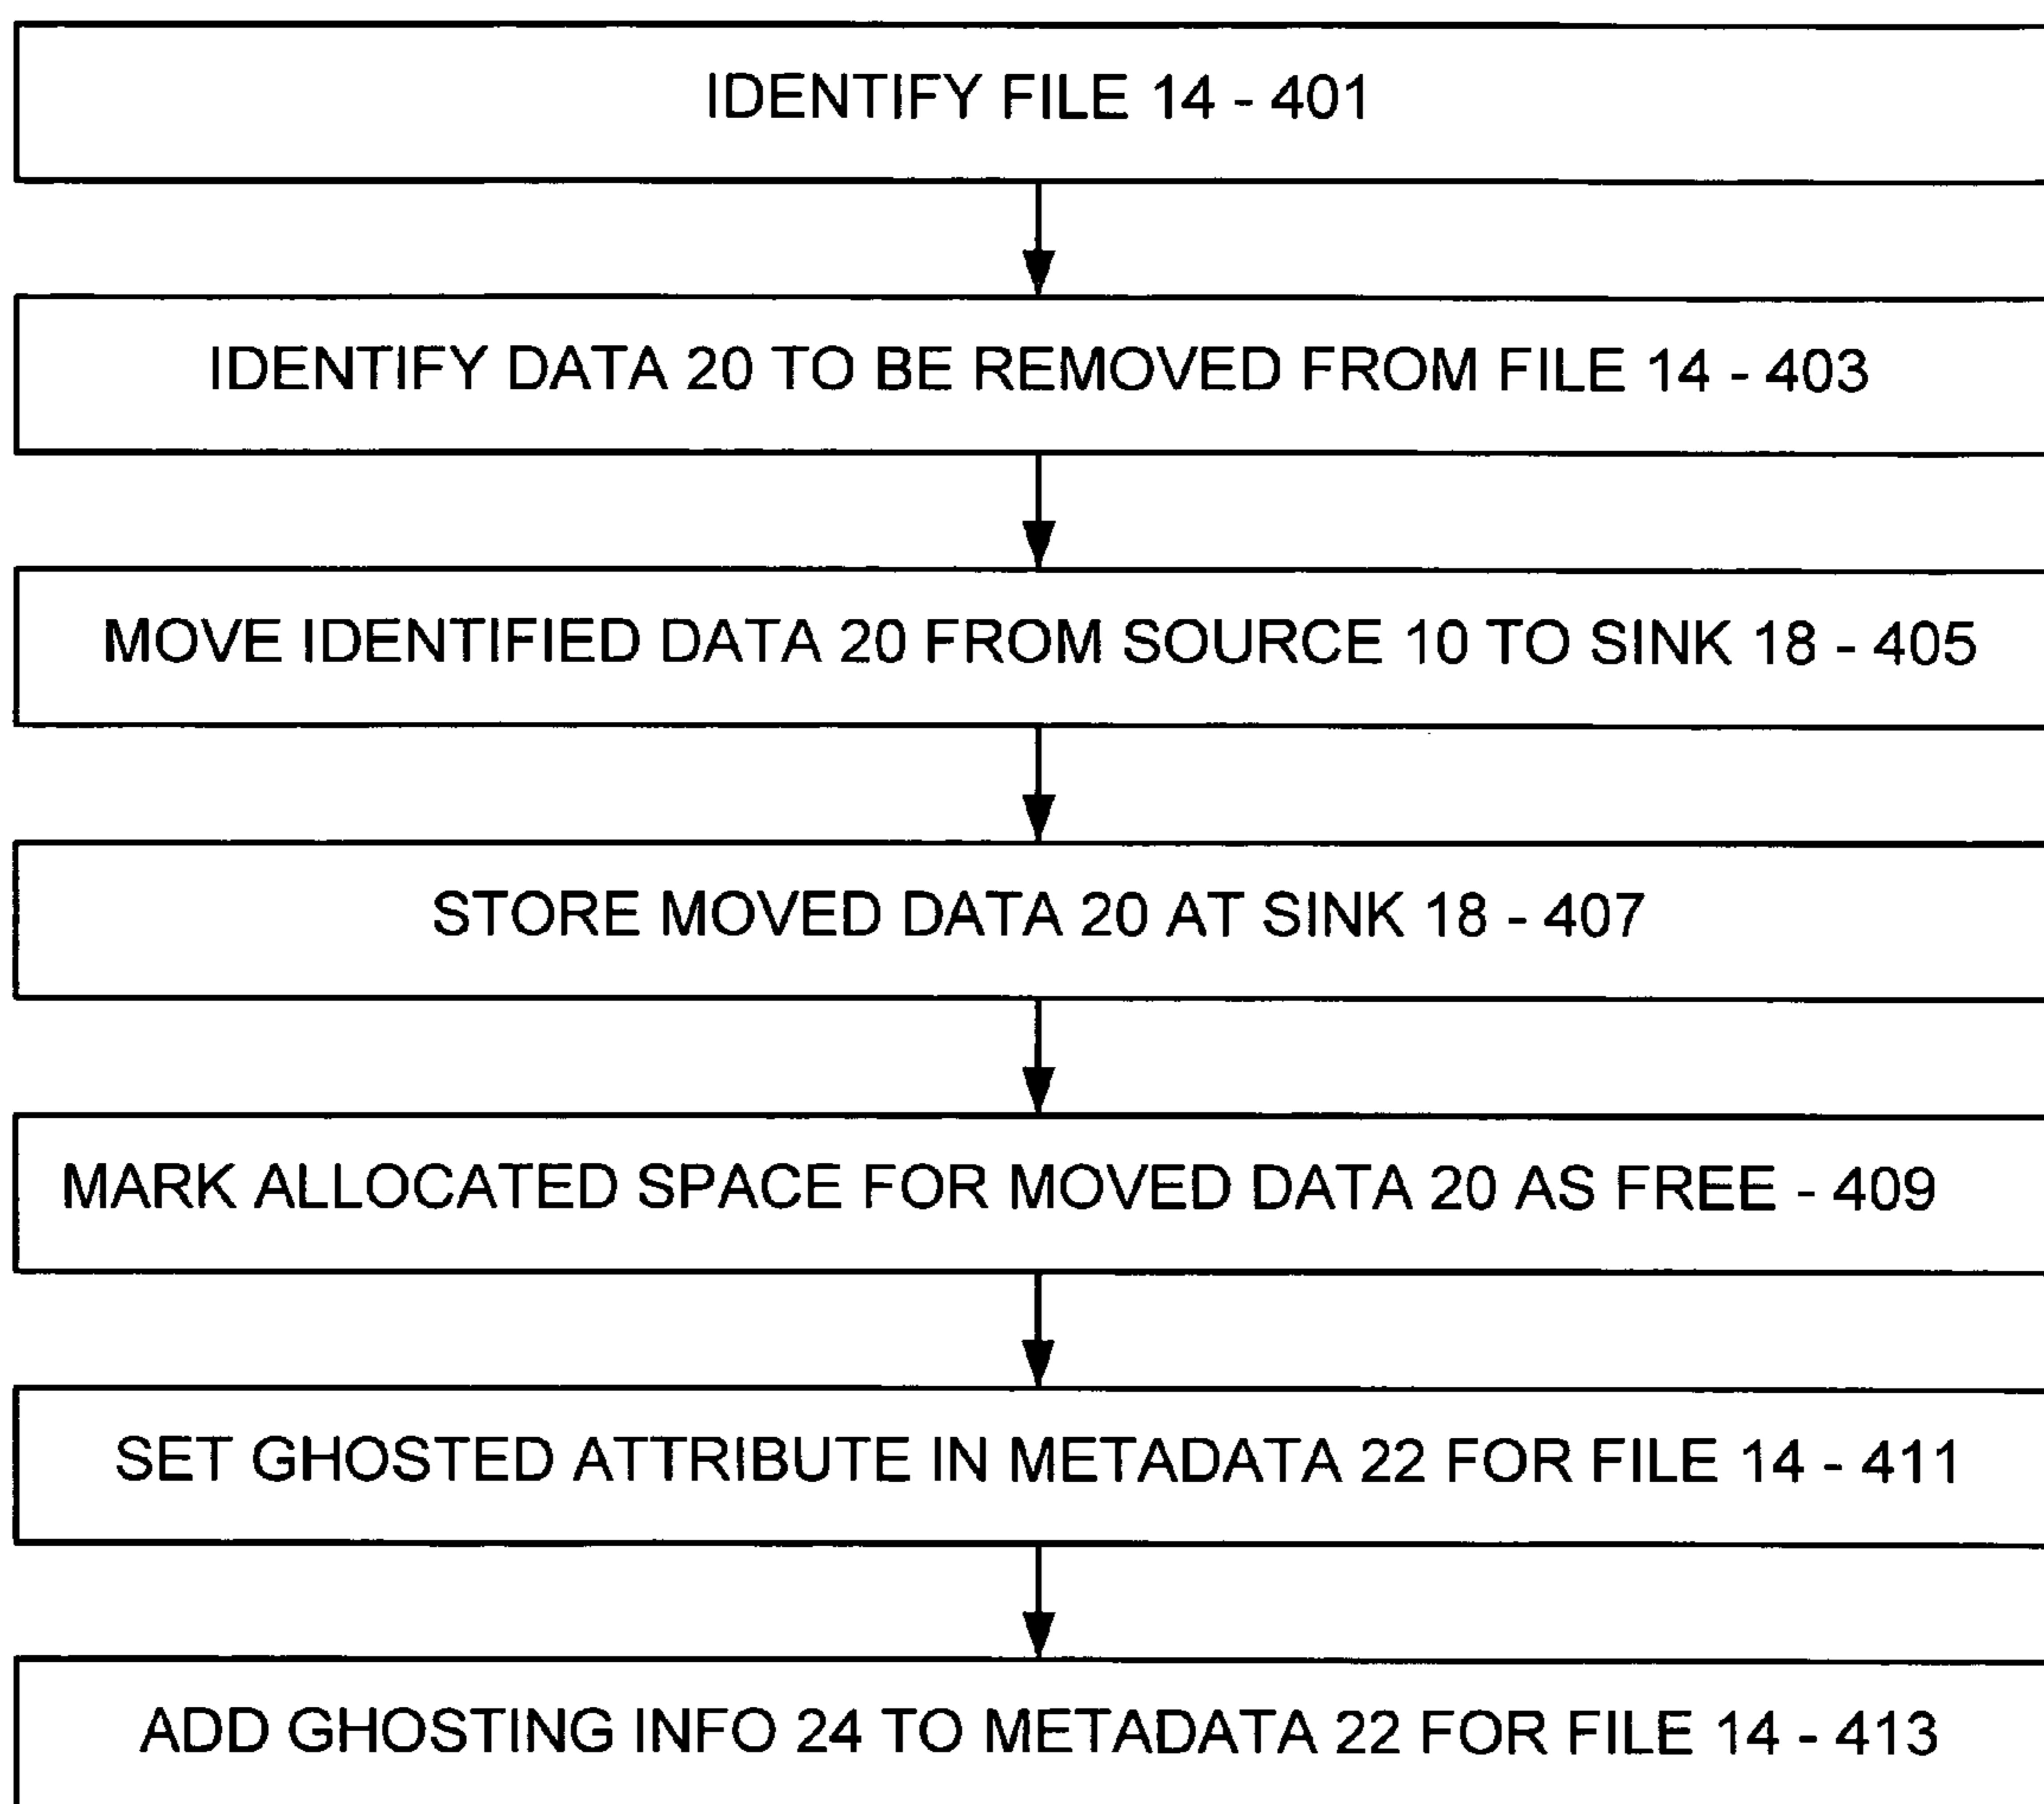 IDENTIFY FILE 14 - 401
IDENTIFY DATA 20 TO BE REMOVED FROM FILE 14 - 403
MOVE IDENTIFIED DATA 20 FROM SOURCE 10 TO SINK 18 - 405
STORE MOVED DATA 20 AT SINK 18 - 407
MARK ALLOCATED SPACE FOR MOVED DATA 20 AS FREE - 409
SET GHOSTED ATTRIBUTE IN METADATA 22 FOR FILE 14 - 411
ADD GHOSTING INFO 24 TO METADATA 22 FOR FILE 14 - 413